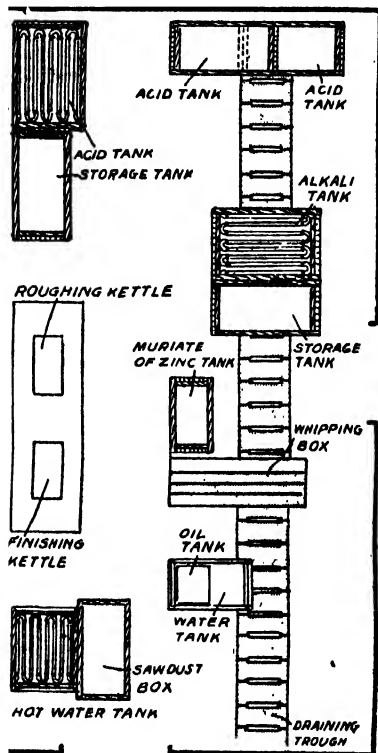 ACID TANK
ACID
TANK
ACID TANK
STORAGE TANK
ALKALI
TANK
ROUGHING KETTLE
MURIATE
OF ZINC TANK
STORAGE
TANK
WHIPPING
BOX
FINISHING
KETTLE
OIL
TANK
WATER
TANK
SAWDUST
BOX
HOT WATER TANK
DRAINING
TROUGH